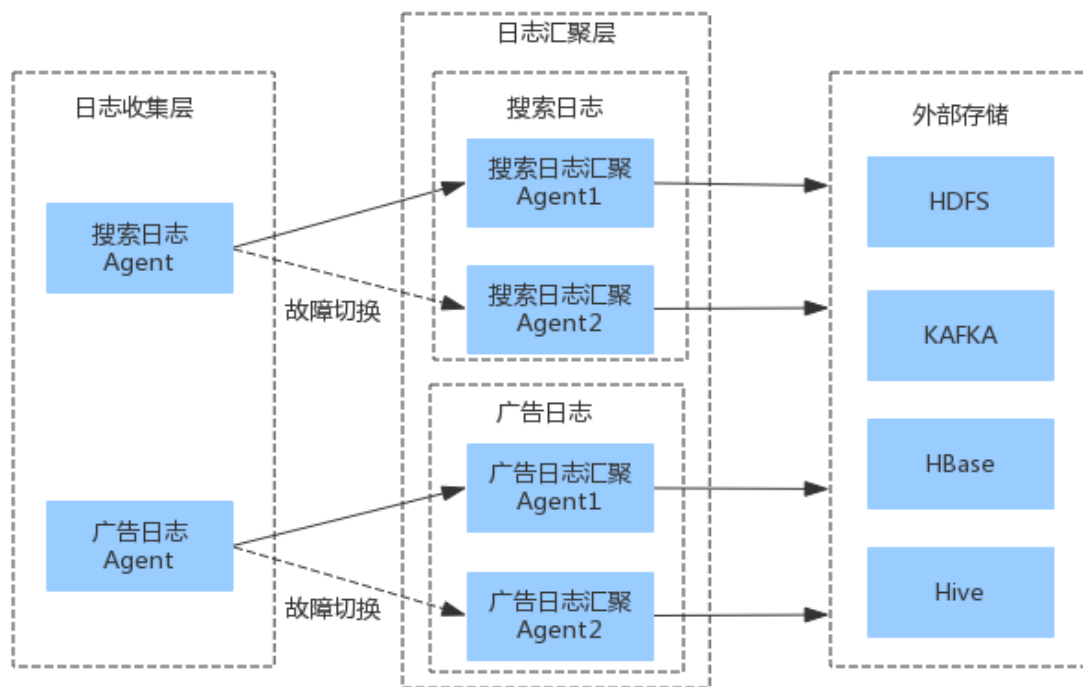 日志收集层
搜索日志
Agent
广告日志
Agent
故障切换
故障切换
日志汇聚层
搜索日志
搜索日志汇聚
Agent1
搜索日志汇聚
Agent2
广告日志
广告日志汇聚
Agent1
广告日志汇聚
Agent2
外部存储
HDFS
KAFKA
HBase
Hive